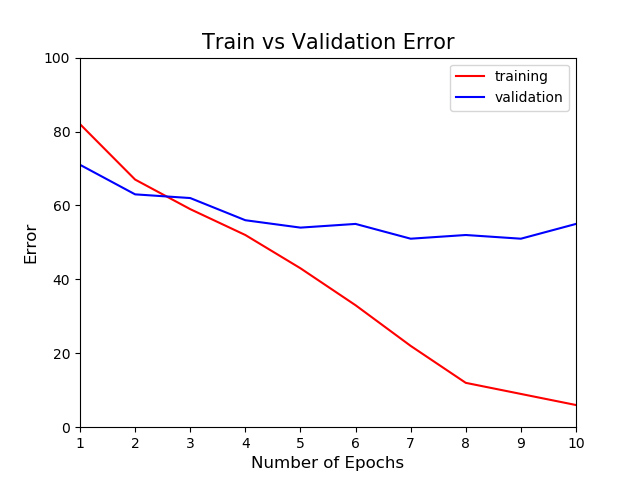 Train vs Validation Error
training
validation
Error
100
80
60
40
20
0
1 2 3 4 5 6 7 8 9 10
Number of Epochs